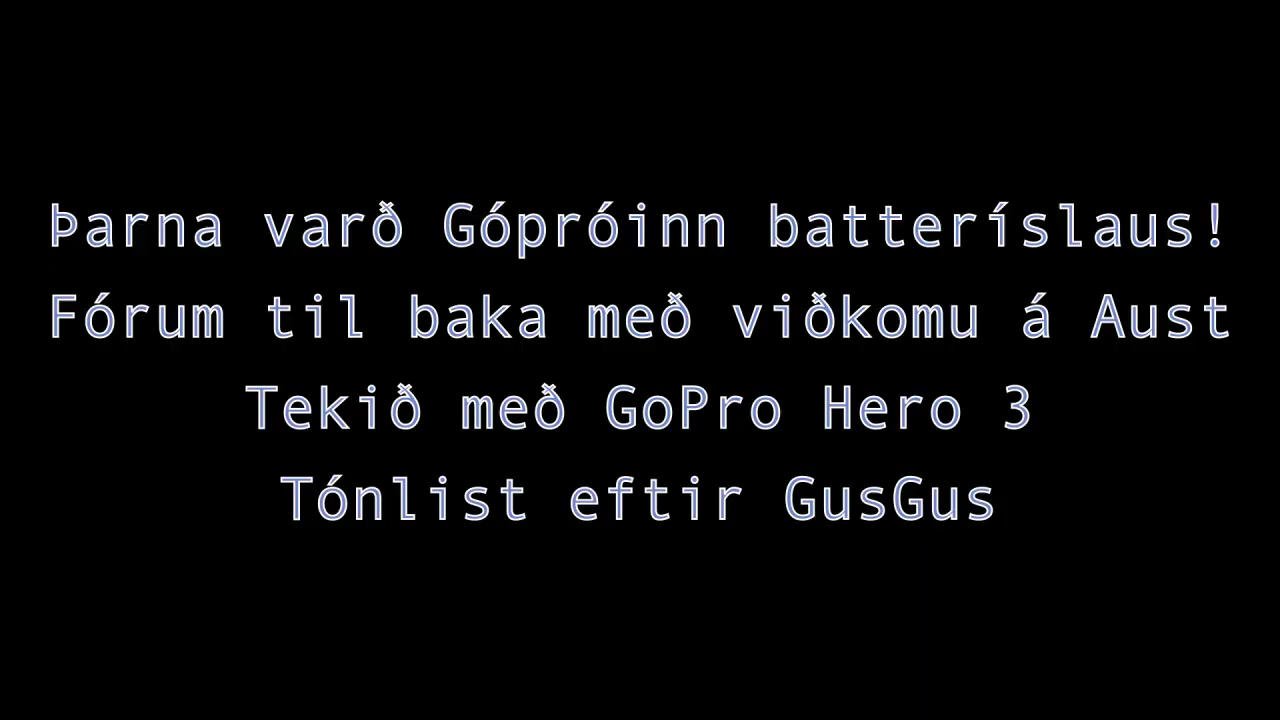 Þarna varð Gópróinn batteríslaus!
Fórum til baka með viðkomu á Aust
Tekið með GoPro Hero 3
Tónlist eftir GusGus